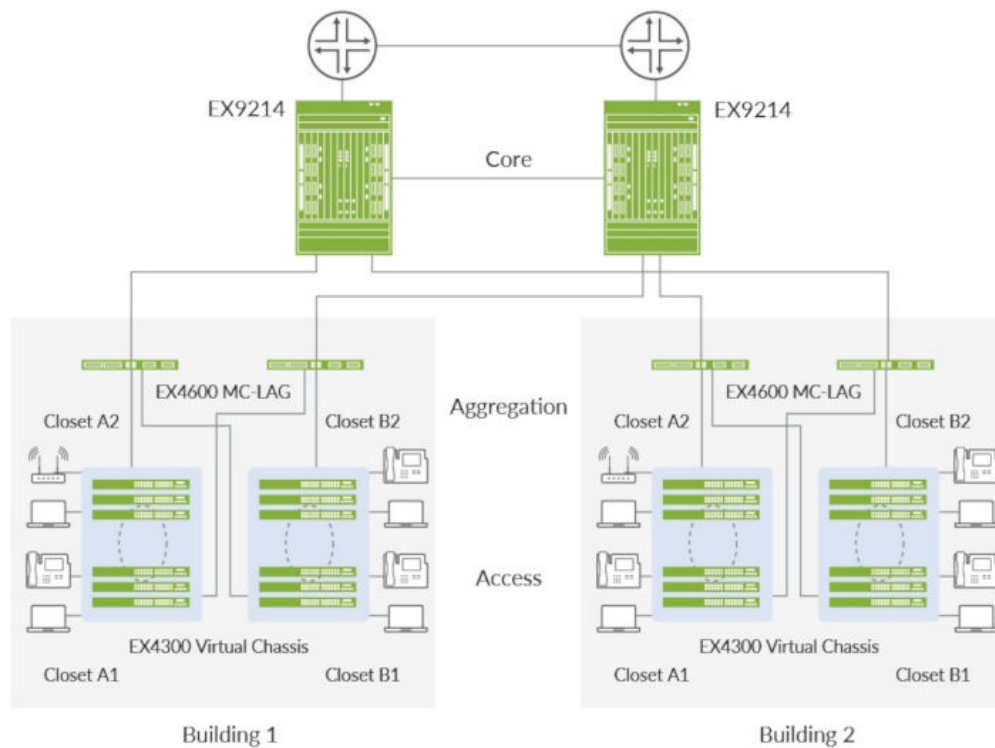 EX9214
EX9214
Core
EX4600 MC-LAG
EX4600 MC-LAG
Aggregation
Closet A2
Closet B2
Closet A2
Closet B2
Access
EX4300 Virtual Chassis
EX4300 Virtual Chassis
Closet A1
Closet B1
Closet A1
Closet B1
Building 1
Building 2